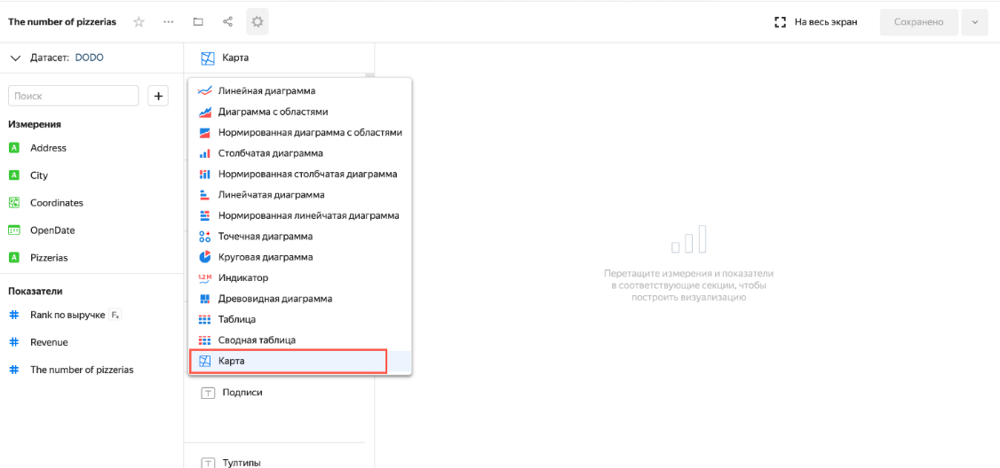 The number of pizzerias
На весь экран
Сохранено
Датасет: DODO
Карта
Поиск
+
Измерения
A Address
A City
Coordinates
OpenDate
A Pizzerias
Показатели
# Rank по выручке Fx
# Revenue
# The number of pizzerias
Линейная диаграмма
Диаграмма с областями
Нормированная диаграмма с областями
Столбчатая диаграмма
Нормированная столбчатая диаграмма
Линейчатая диаграмма
Нормированная линейчатая диаграмма
Точечная диаграмма
Круговая диаграмма
1,2M Индикатор
Древовидная диаграмма
Таблица
Сводная таблица
Карта
T Подписи
T Тултипы
Перетащите измерения и показатели
в соответствующие секции, чтобы
построить визуализацию